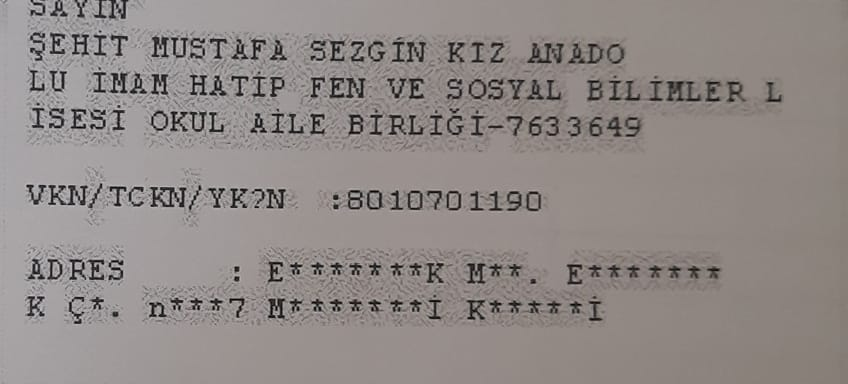 SAYIN
ŞEHİT MUSTAFA SEZGİN KIZ ANADO
LU İMAM HATİP FEN VE SOSYAL BİLİMLER L
İSESİ OKUL AİLE BİRLİĞİ-7633649
VKN/TCKN/YK?N :8010701190
ADRES : E*******K M**. E*******
K Ç*. n***7 M*******İ K*****İ